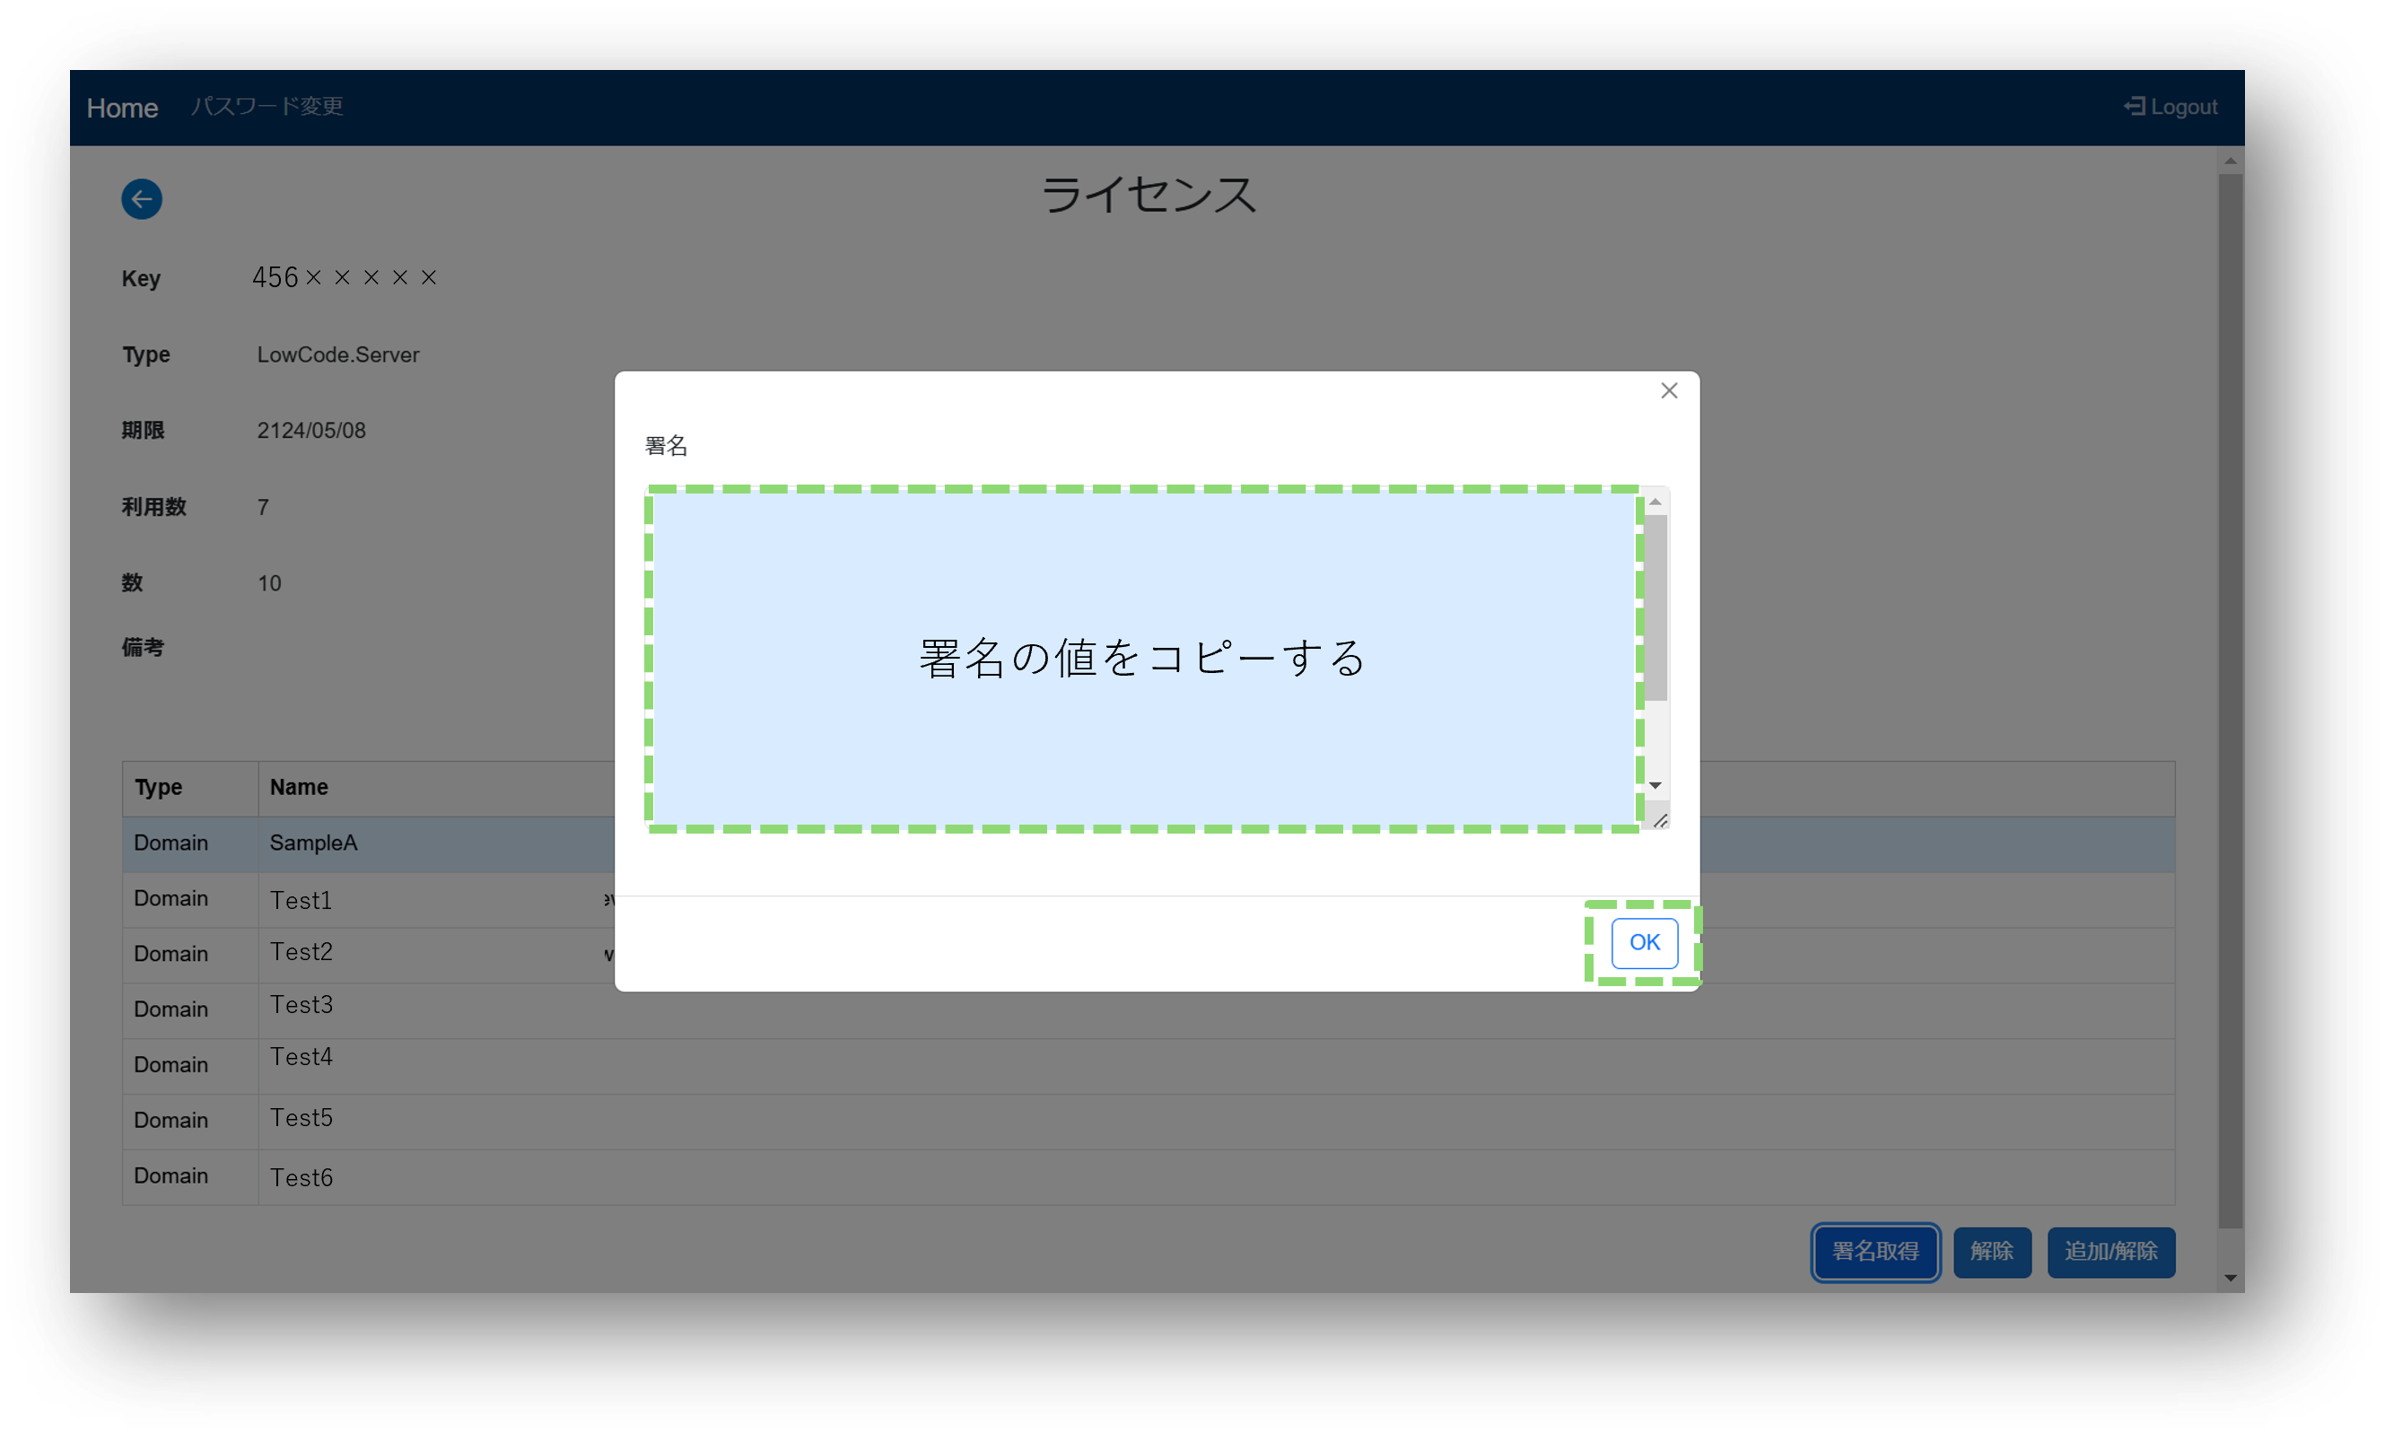 Home パスワード変更 Logout
ライセンス
Key 456×××××
Type LowCode.Server
期限 2124/05/08
利用数 7
数 10
備考
署名
署名の値をコピーする
OK
Type Name
Domain SampleA
Domain Test1
Domain Test2
Domain Test3
Domain Test4
Domain Test5
Domain Test6
署名取得 解除 追加/解除